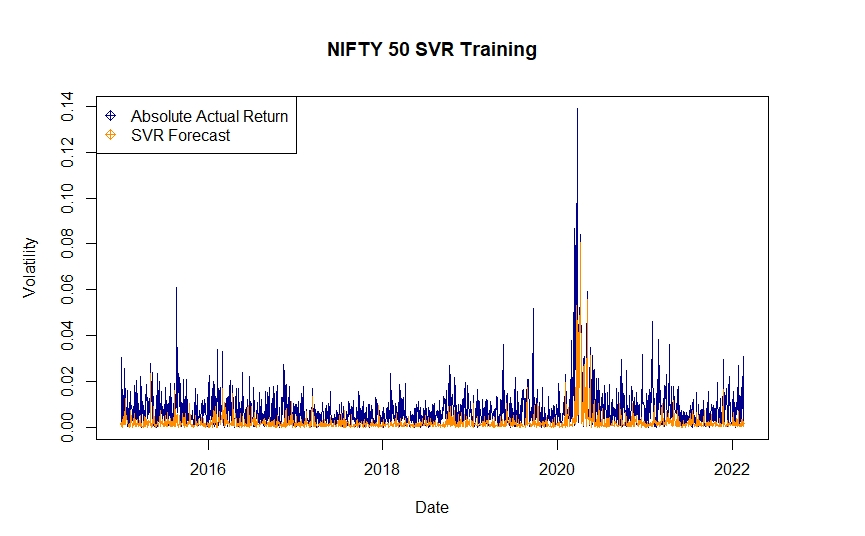 NIFTY 50 SVR Training
Absolute Actual Return
SVR Forecast
0.14
0.12
0.10
0.08
0.06
0.04
0.02
0.00
Volatility
2016 2018 2020 2022
Date